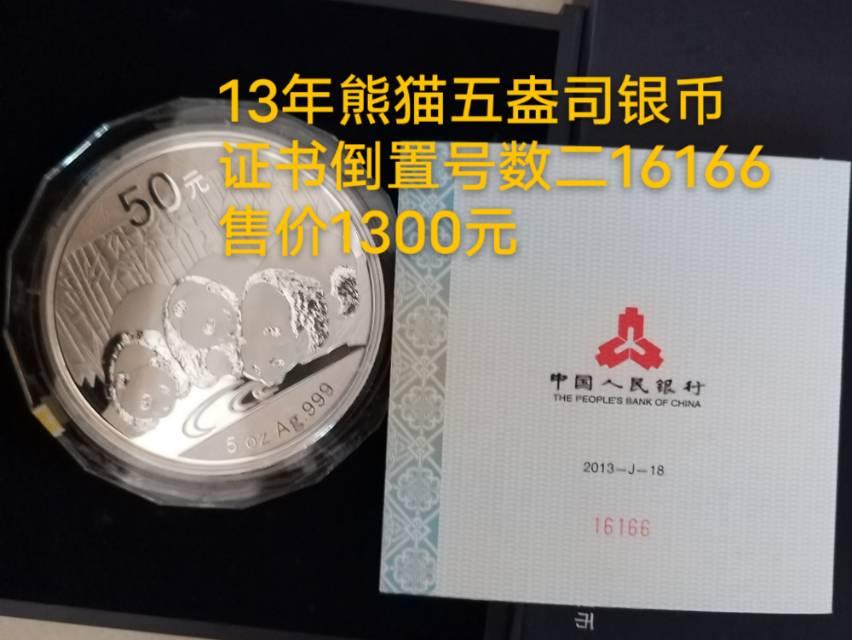 13年熊猫五盎司银币
证书倒置号数二16166
售价1300元
50元
5 oz Ag.999
中国人民银行
THE PEOPLE'S BANK OF CHINA
2013-J-18
16166